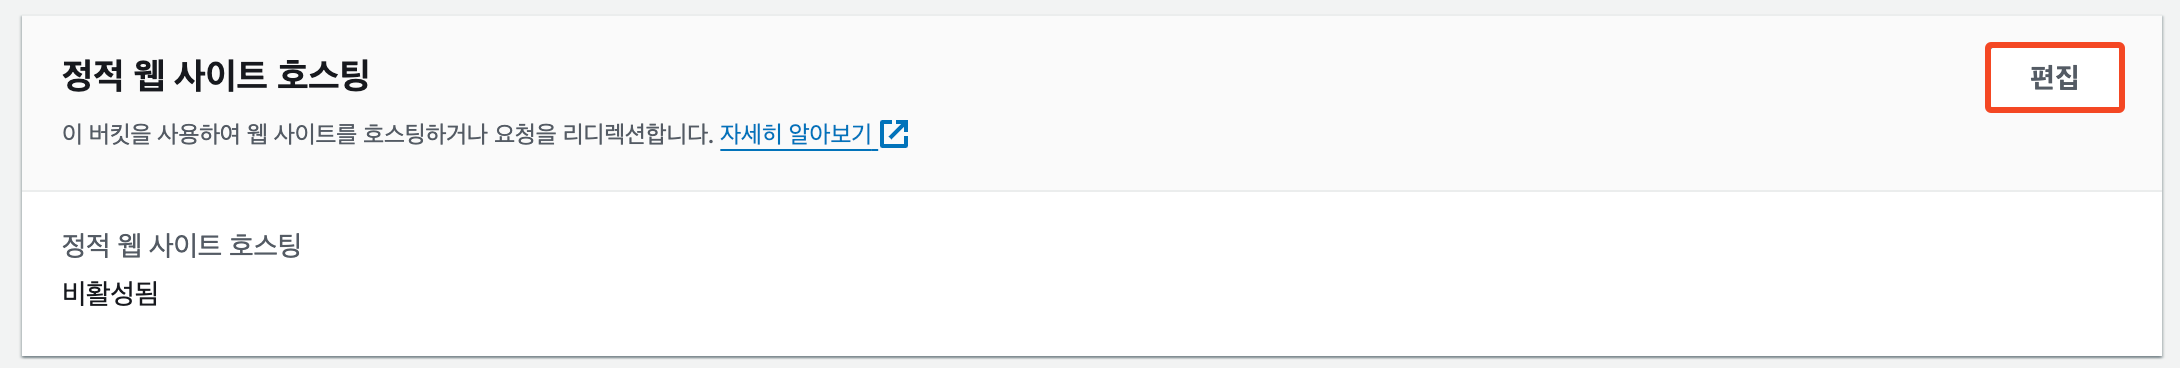 정적 웹 사이트 호스팅
편집
이 버킷을 사용하여 웹 사이트를 호스팅하거나 요청을 리디렉션합니다. 자세히 알아보기
정적 웹 사이트 호스팅
비활성됨